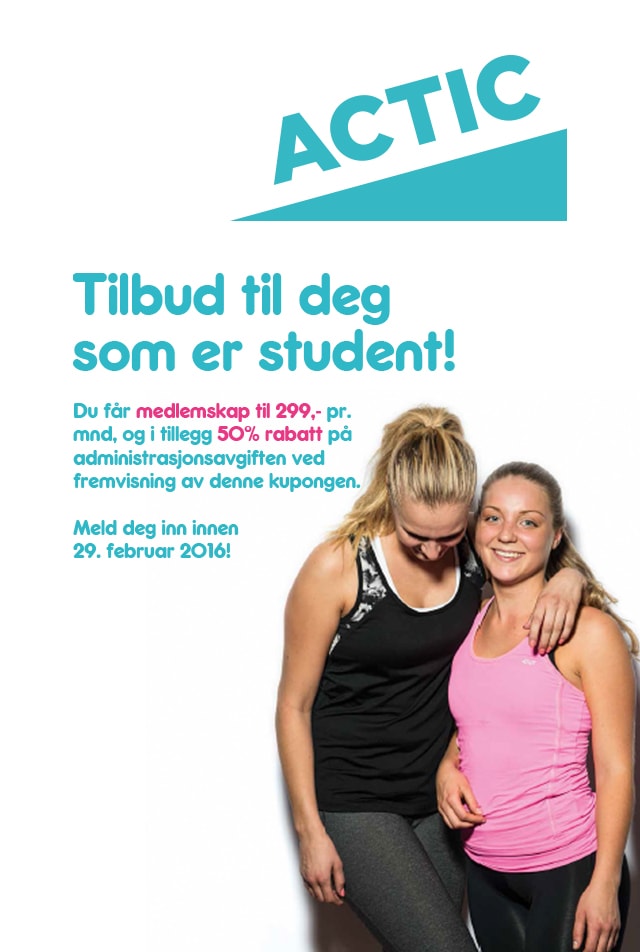 ACTIC
Tilbud til deg
som er student!
Du får medlemskap til 299,- pr.
mnd, og i tillegg 50% rabatt på
administrasjonsavgiften ved
fremvisning av denne kupongen.
Meld deg inn innen
29. februar 2016!